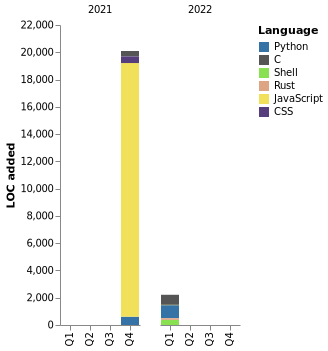 2021 2022
22,000
20,000
18,000
16,000
14,000
12,000
10,000
8,000
6,000
4,000
2,000
0
LOC added
Q1 Q2 Q3 Q4 Q1 Q2 Q3 Q4
Language
Python
C
Shell
Rust
JavaScript
CSS